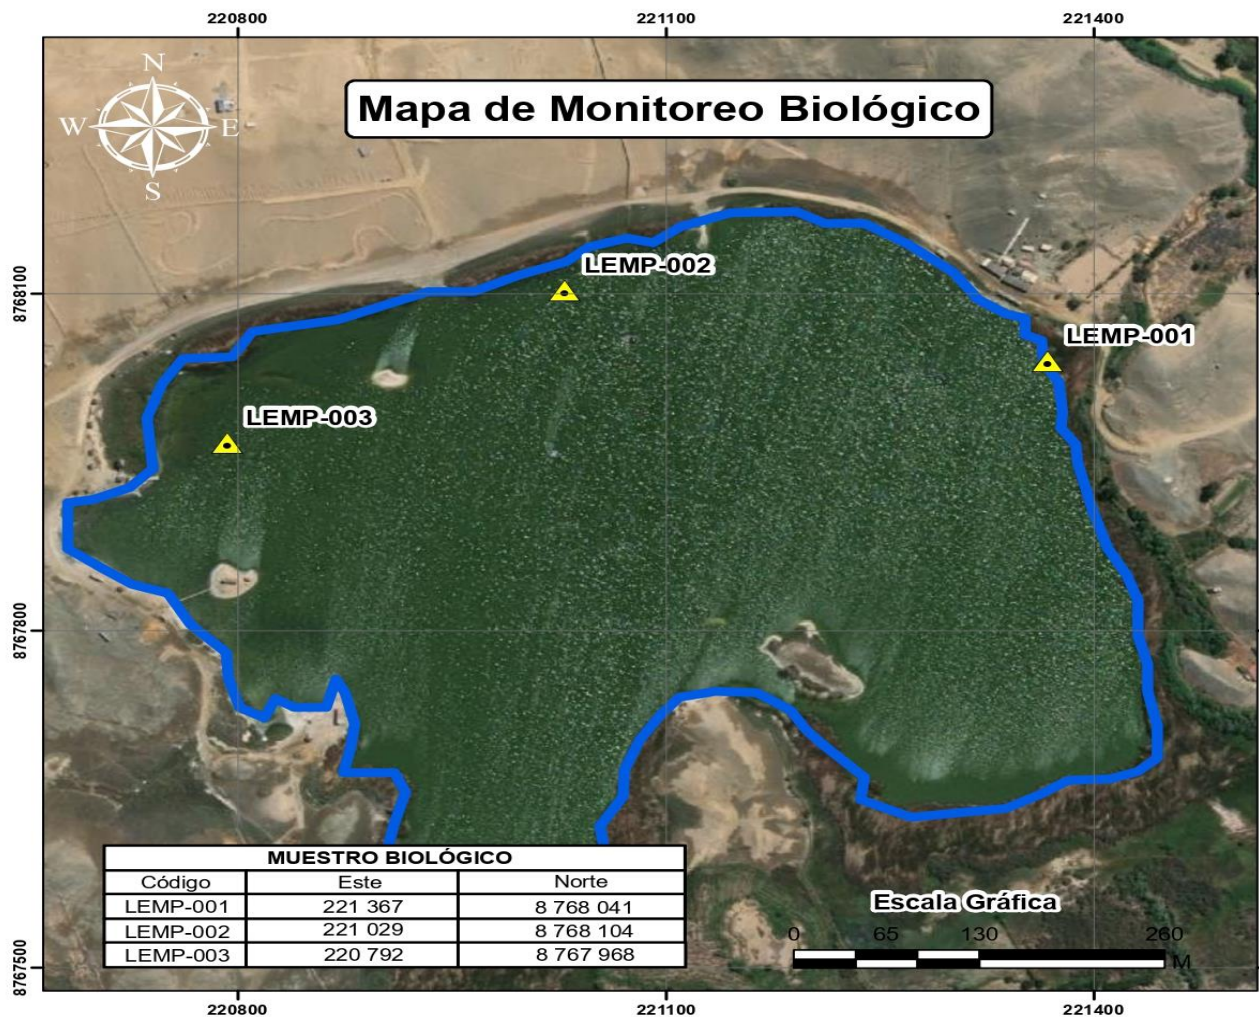 220800 221100 221400
N
W E
S
Mapa de Monitoreo Biológico
LEMP-002
8768100
LEMP-001
LEMP-003
8767800
MUESTRO BIOLÓGICO
Código Este Norte
LEMP-001 221 367 8 768 041
LEMP-002 221 029 8 768 104
LEMP-003 220 792 8 767 968
Escala Gráfica
0 65 130 260
M
8767500
220800 221100 221400